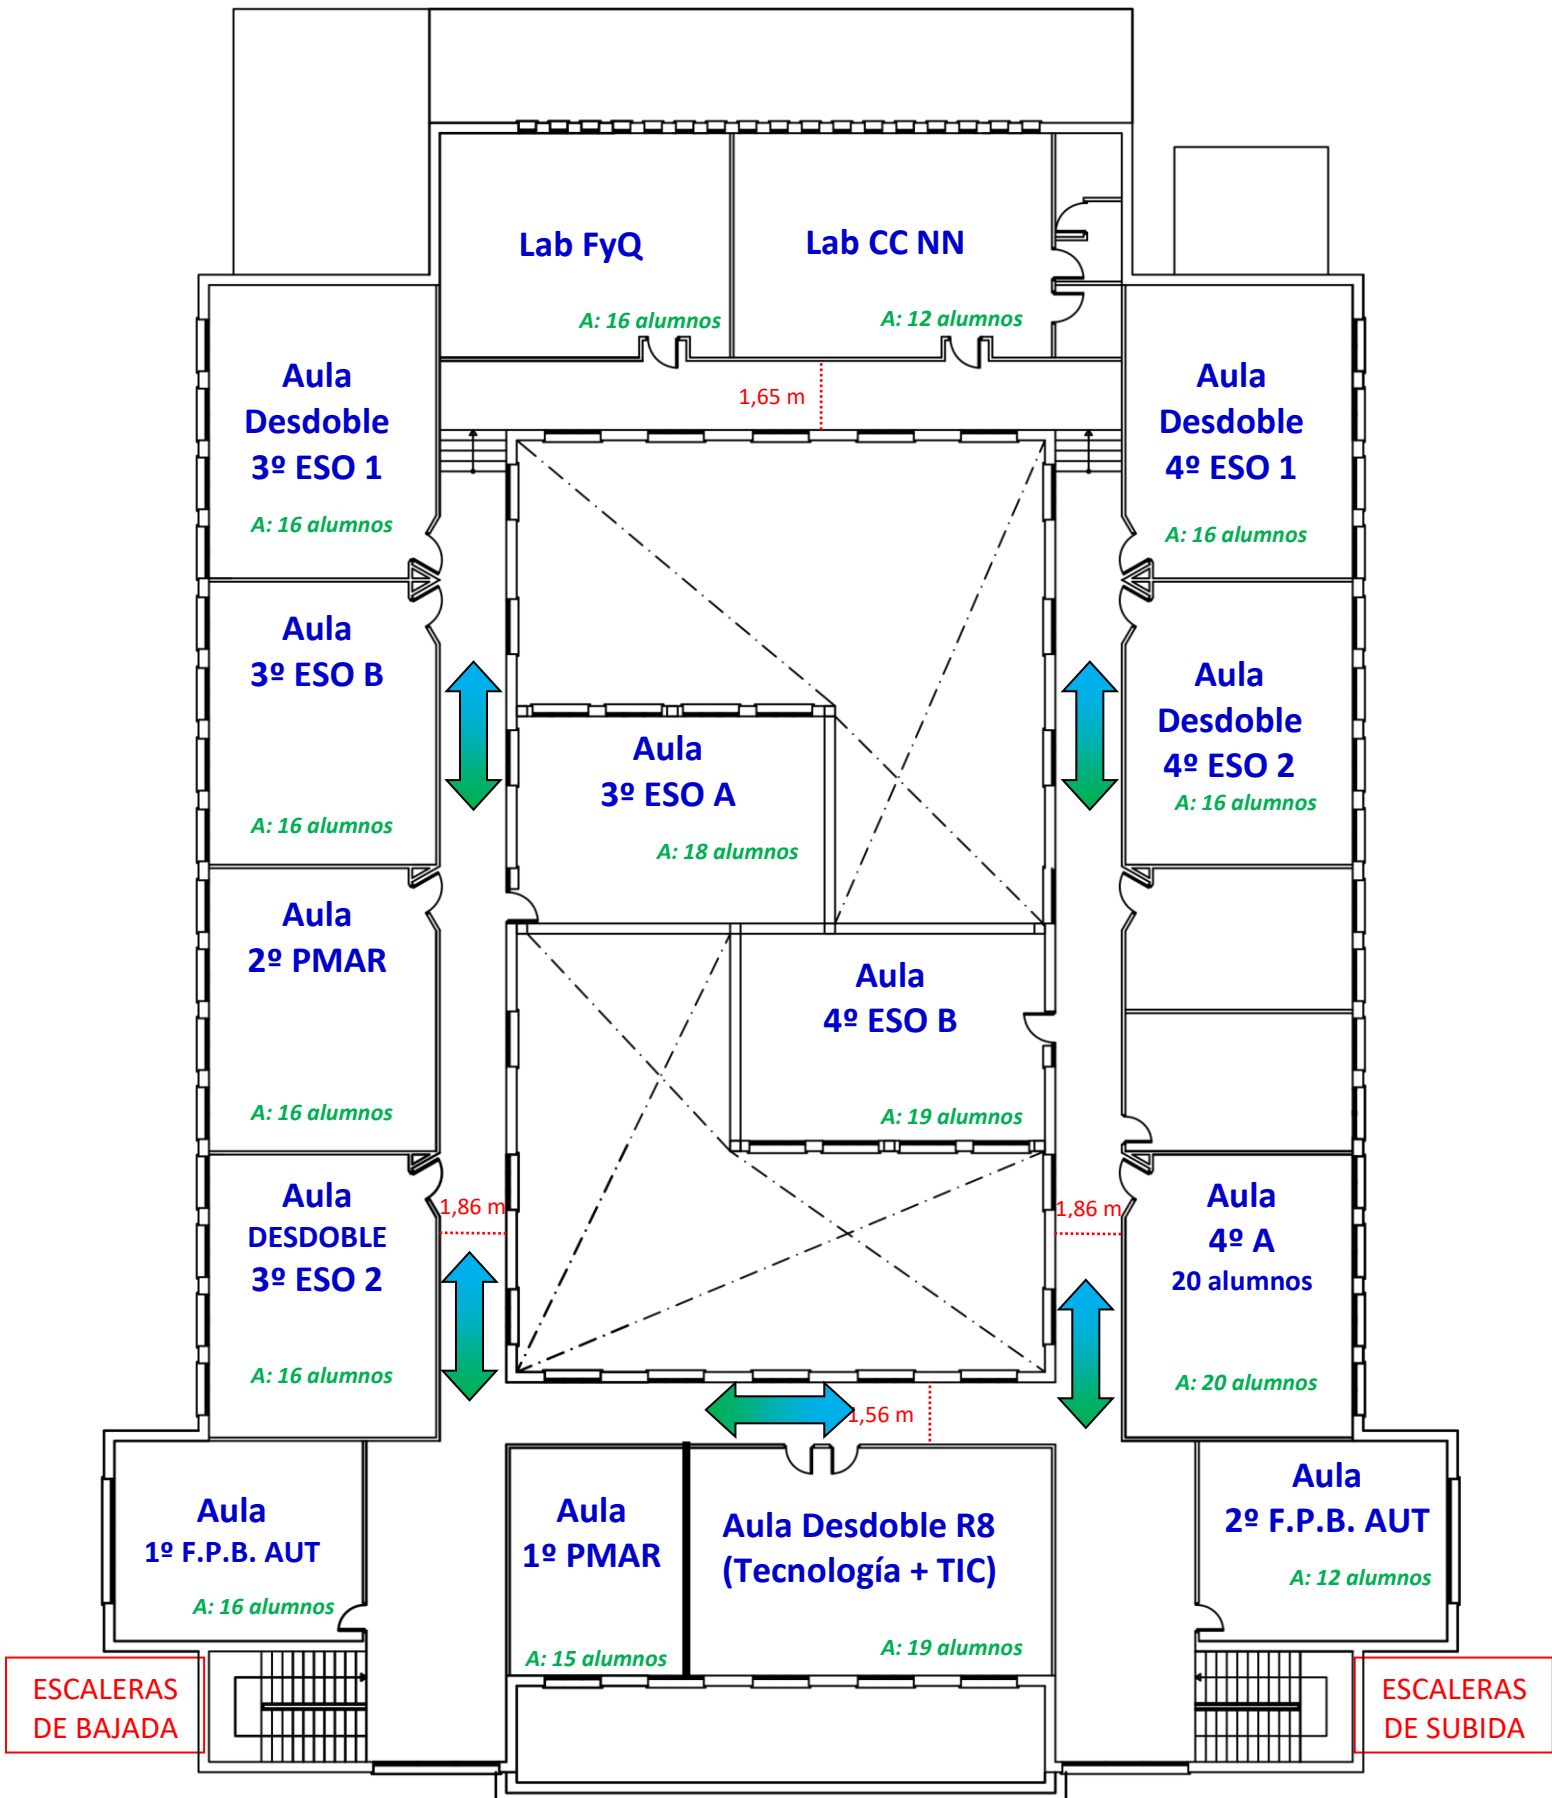 Lab FyQ
A: 16 alumnos
Lab CC NN
A: 12 alumnos
1,65 m
Aula
Desdoble
3º ESO 1
A: 16 alumnos
Aula
Desdoble
4º ESO 1
A: 16 alumnos
Aula
3º ESO B
A: 16 alumnos
Aula
3º ESO A
A: 18 alumnos
Aula
Desdoble
4º ESO 2
A: 16 alumnos
Aula
2º PMAR
A: 16 alumnos
Aula
4º ESO B
A: 19 alumnos
Aula
DESDOBLE
3º ESO 2
A: 16 alumnos
1,86 m
1,86 m
Aula
4º A
20 alumnos
A: 20 alumnos
1,56 m
Aula
1º F.P.B. AUT
A: 16 alumnos
Aula
1º PMAR
A: 15 alumnos
Aula Desdoble R8
(Tecnología + TIC)
A: 19 alumnos
Aula
2º F.P.B. AUT
A: 12 alumnos
ESCALERAS
DE BAJADA
ESCALERAS
DE SUBIDA